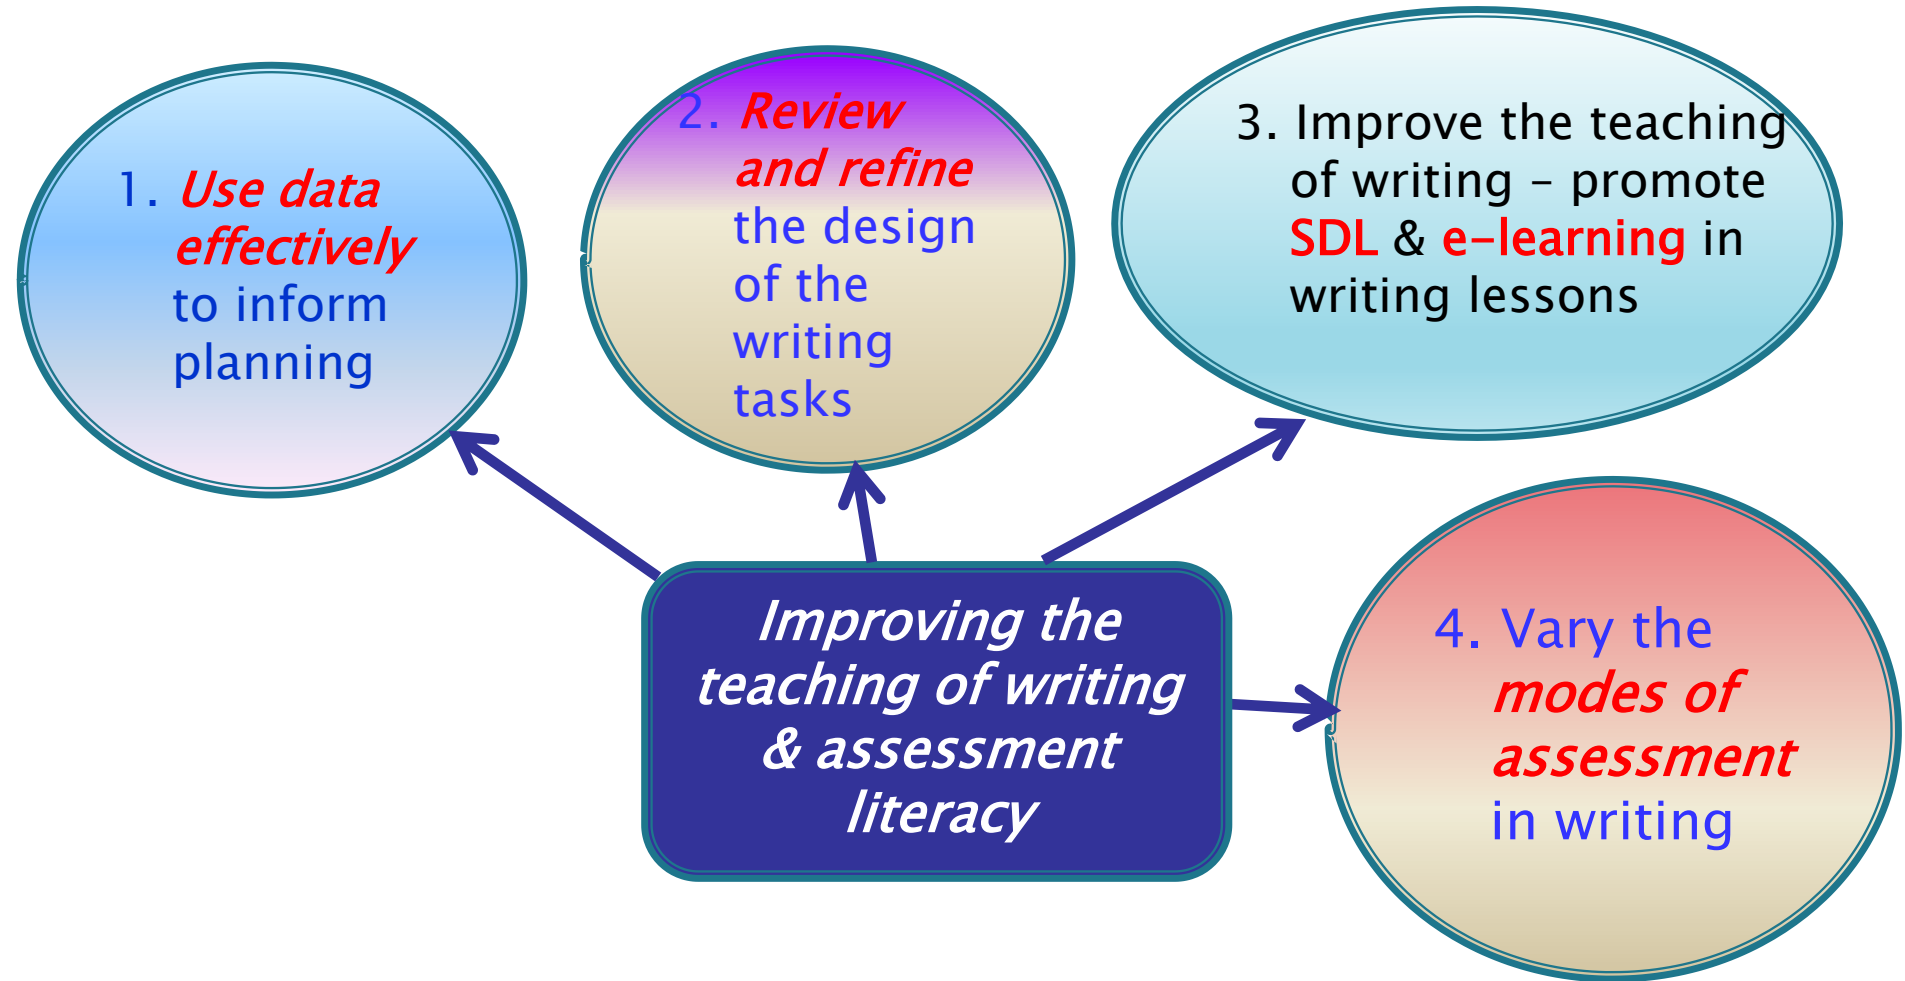 1. Use data
effectively
to inform
planning
2. Review
and refine
the design
of the
writing
tasks
3. Improve the teaching
of writing – promote
SDL & e-learning in
writing lessons
4. Vary the
modes of
assessment
in writing
Improving the
teaching of writing
& assessment
literacy